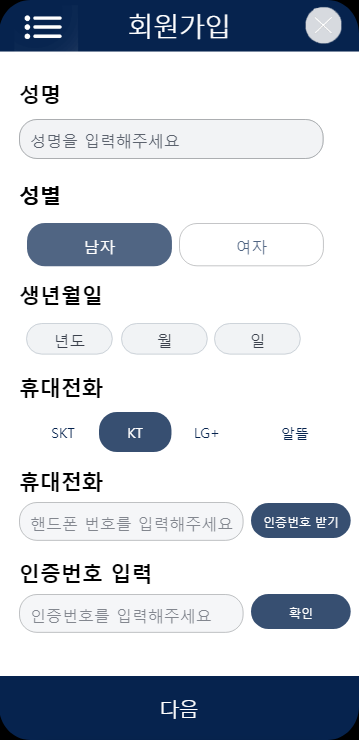 회원가입
성명
성명을 입력해주세요
성별
남자 여자
생년월일
년도 월 일
휴대전화
SKT KT LG+ 알뜰
휴대전화
핸드폰 번호를 입력해주세요 인증번호 받기
인증번호 입력
인증번호를 입력해주세요 확인
다음